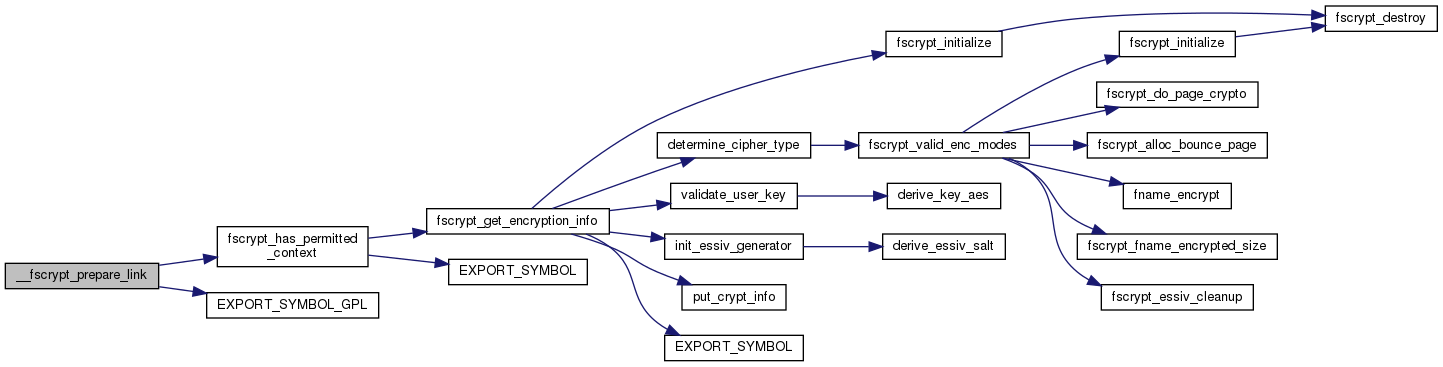 __fscrypt_prepare_link
fscrypt_has_permitted
_context
EXPORT_SYMBOL_GPL
fscrypt_get_encryption_info
EXPORT_SYMBOL
fscrypt_initialize
determine_cipher_type
validate_user_key
init_essiv_generator
put_crypt_info
EXPORT_SYMBOL
fscrypt_valid_enc_modes
derive_key_aes
derive_essiv_salt
fscrypt_initialize
fscrypt_do_page_crypto
fscrypt_alloc_bounce_page
fname_encrypt
fscrypt_fname_encrypted_size
fscrypt_essiv_cleanup
fscrypt_destroy